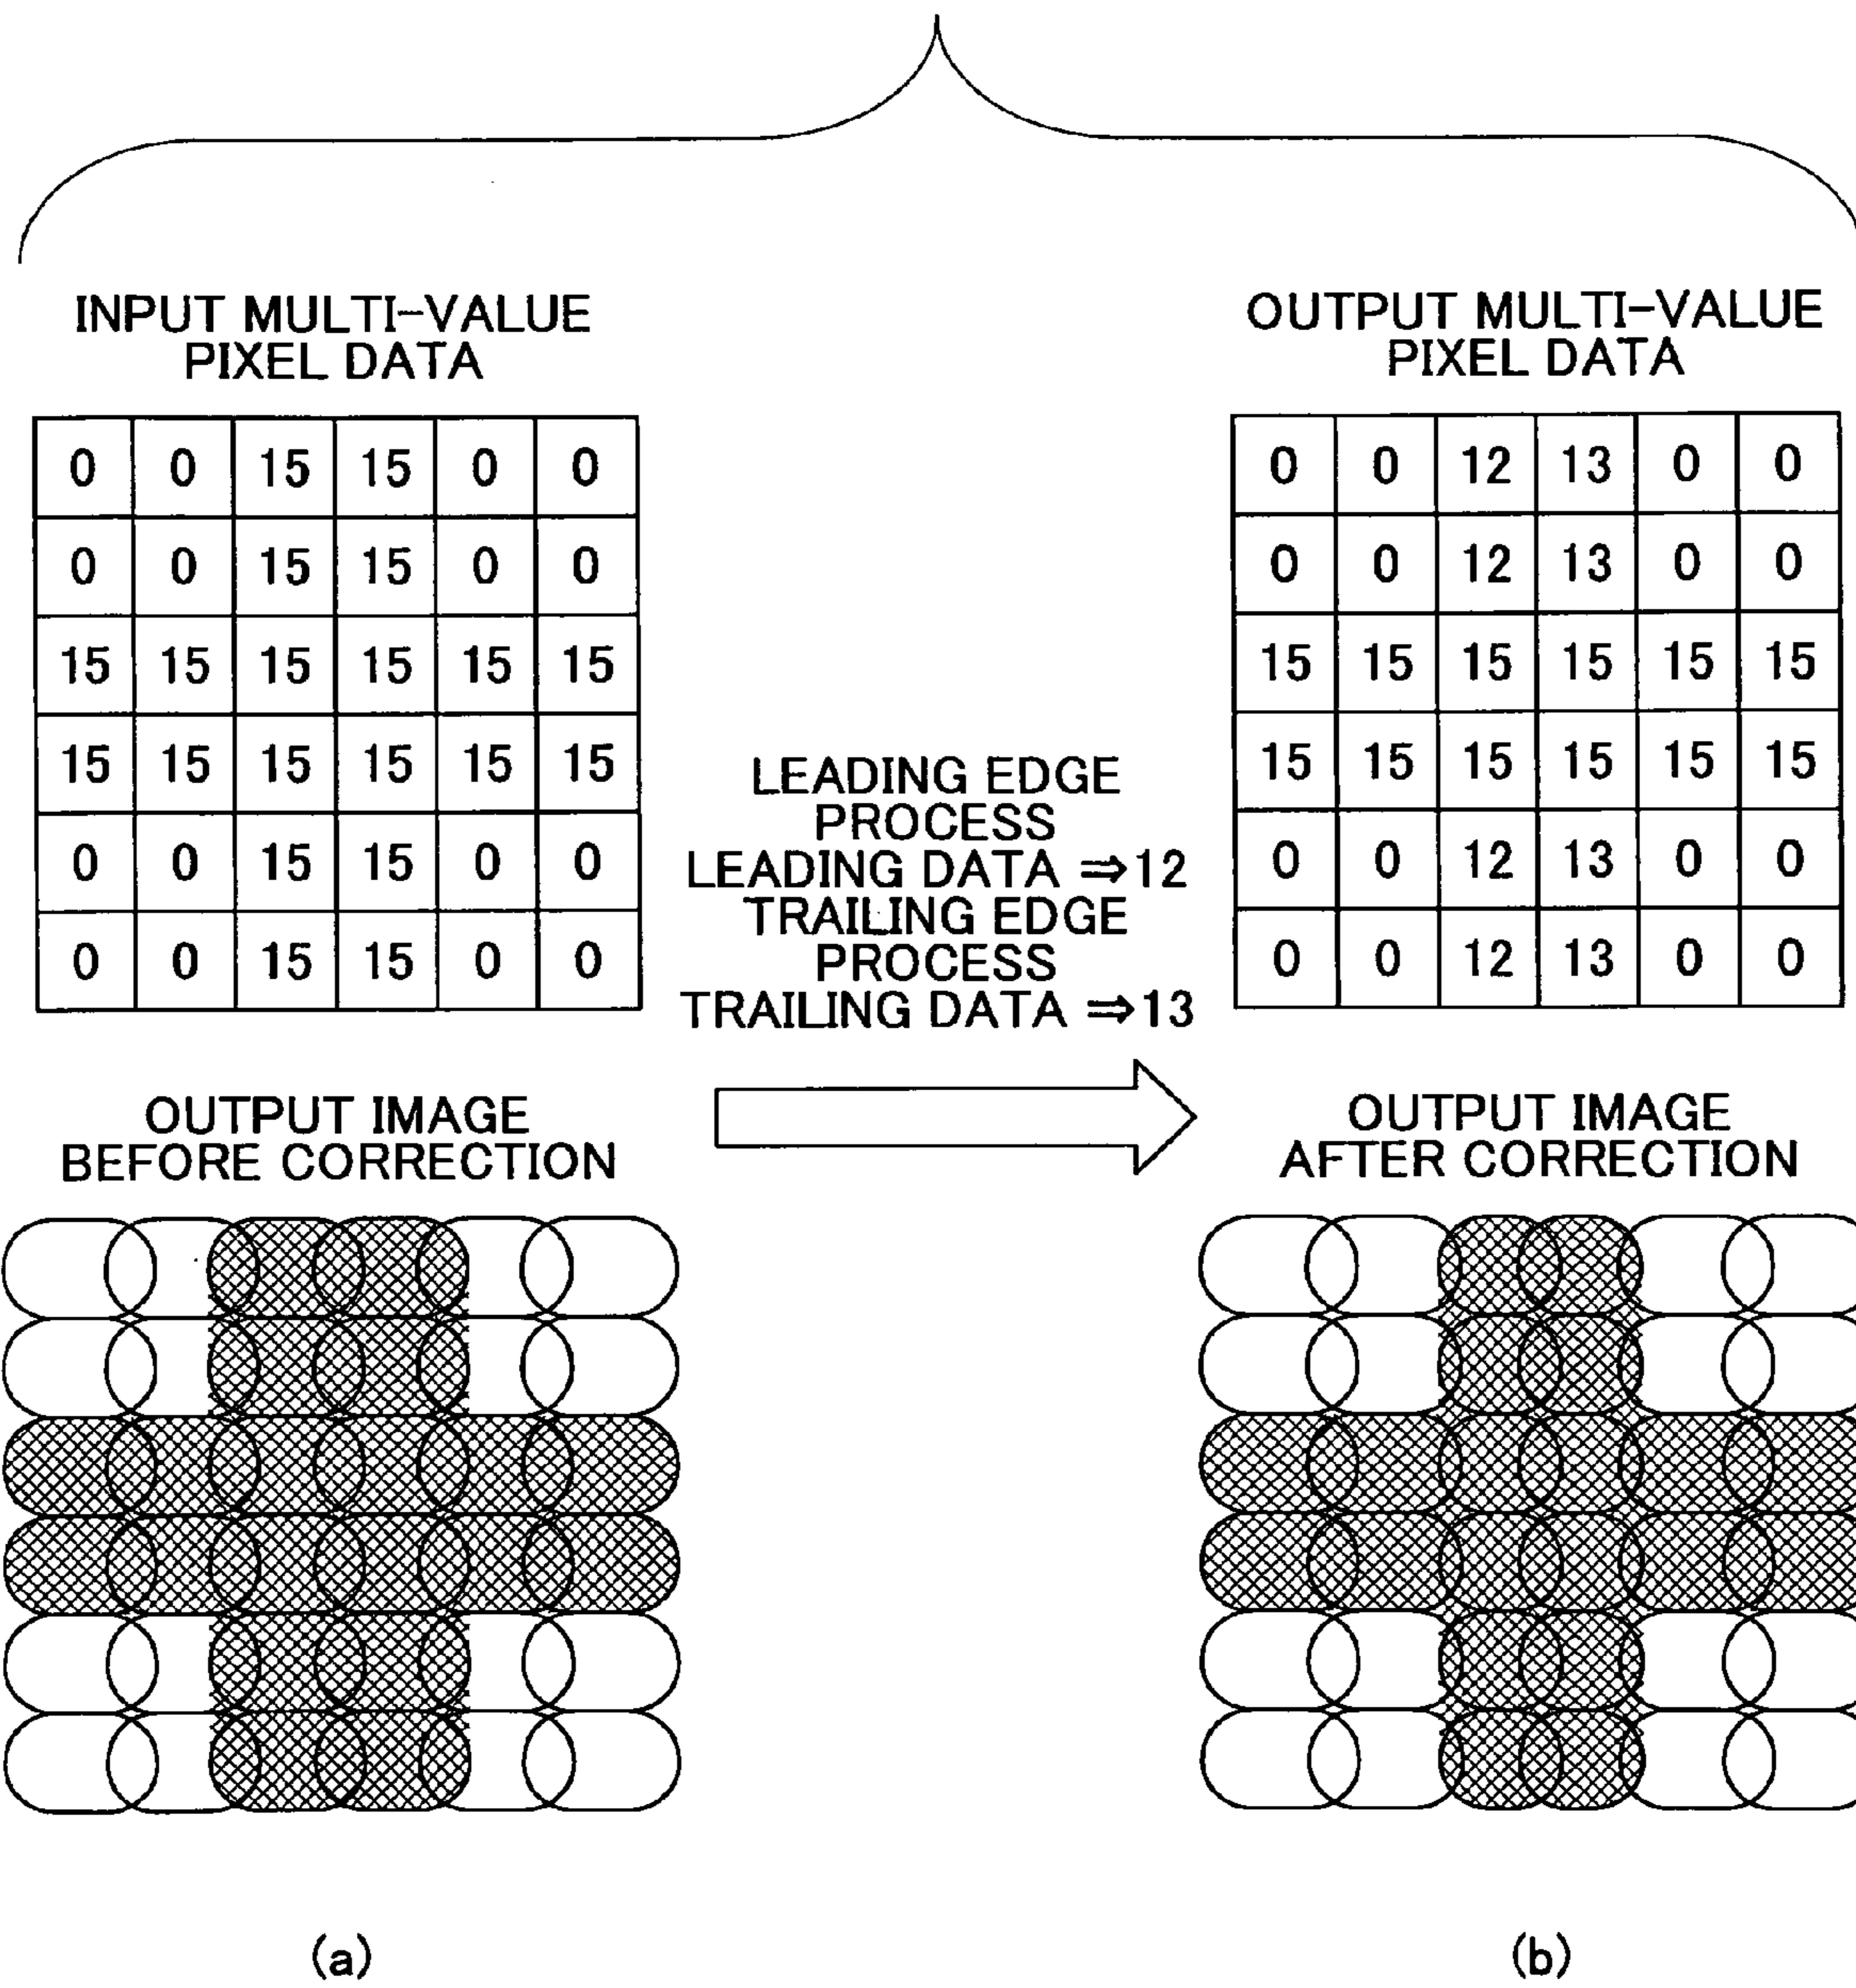 INPUT MULTI-VALUE
PIXEL DATA
0 0 15 15 0 0
0 0 15 15 0 0
15 15 15 15 15 15
15 15 15 15 15 15
0 0 15 15 0 0
0 0 15 15 0 0
OUTPUT IMAGE
BEFORE CORRECTION
(a)
LEADING EDGE
PROCESS
LEADING DATA ⇒12
TRAILING EDGE
PROCESS
TRAILING DATA ⇒13
OUTPUT MULTI-VALUE
PIXEL DATA
0 0 12 13 0 0
0 0 12 13 0 0
15 15 15 15 15 15
15 15 15 15 15 15
0 0 12 13 0 0
0 0 12 13 0 0
OUTPUT IMAGE
AFTER CORRECTION
(b)